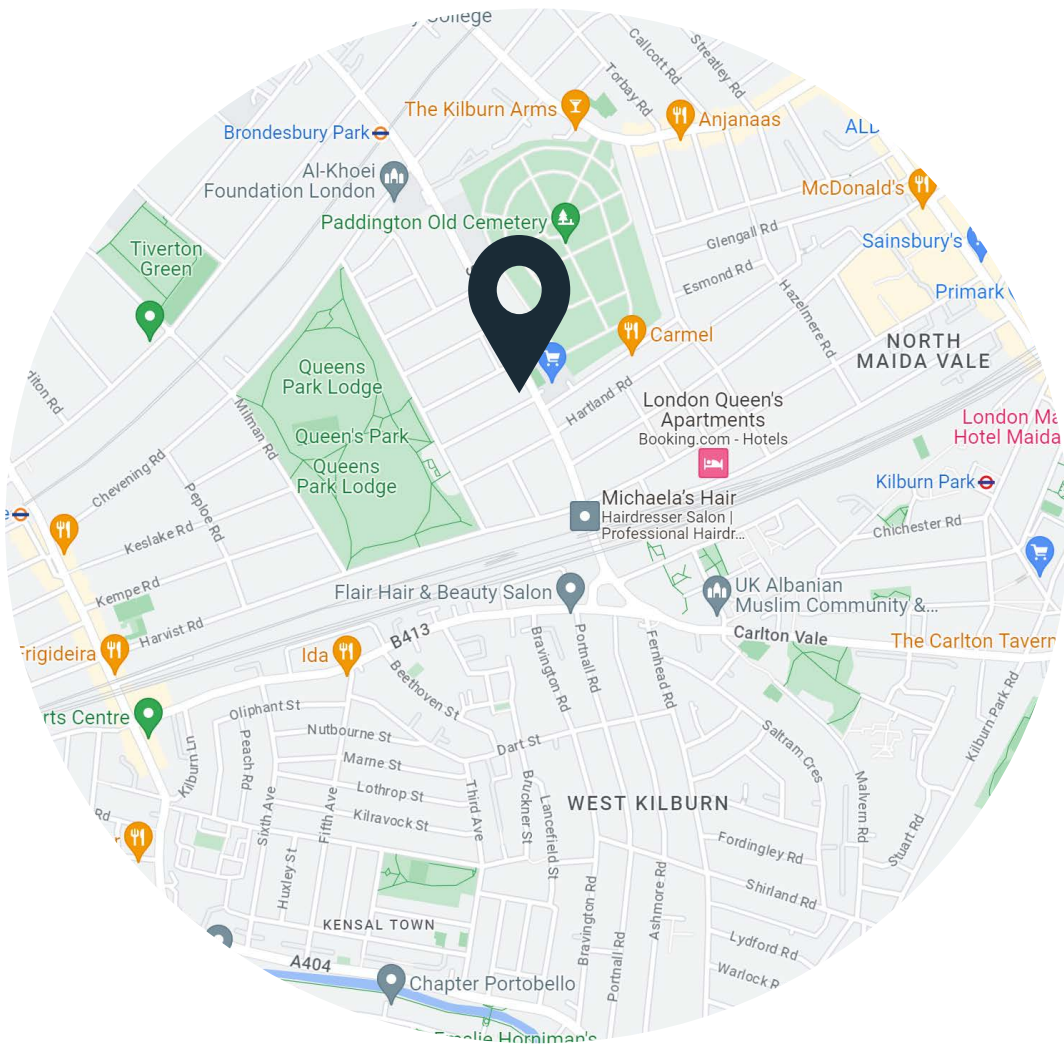 College
Callcott Rd
Streatley Rd
Torbay Rd
The Kilburn Arms
Anjanaas
Brondesbury Park
Al-Khoei
Foundation London
McDonald's
Paddington Old Cemetery
Sainsbury's
Glengall Rd
Tiverton
Green
Esmond Rd
Primark
Hazelmere Rd
Carmel
NORTH
MAIDA VALE
Queens
Park Lodge
Hartland Rd
London Queen's
Apartments
Booking.com - Hotels
Milman Rd
Queen's Park
Queens
Park Lodge
London
Hotel Maida
Chevening Rd
Kilburn Park
Peploe Rd
Michaela's Hair
Hairdresser Salon |
Professional Hairdr...
Keslake Rd
Chichester Rd
Kempe Rd
Flair Hair & Beauty Salon
UK Albanian
Muslim Community &...
Harvist Rd
B413
Carlton Vale
The Carlton Tavern
Frigideira
Ida
Bravington Rd
Portnall Rd
Fernhead Rd
Beethoven St
Kilburn Park Rd
Oliphant St
rts Centre
Nutbourne St
Dart St
Saltram Cres
Kilburn Ln
Peach Rd
Marne St
Malvern Rd
Lothrop St
Third Ave
Bruckner St
Lancefield St
WEST KILBURN
Sixth Ave
Fifth Ave
Kilravock St
Rd
Stuart Rd
Fordingley Rd
Huxley St
Shirland Rd
Bravington Rd
Ashmore Rd
KENSAL TOWN
Portnall Rd
Lydford Rd
A404
Warlock R
Chapter Portobello
Emslie Horniman's